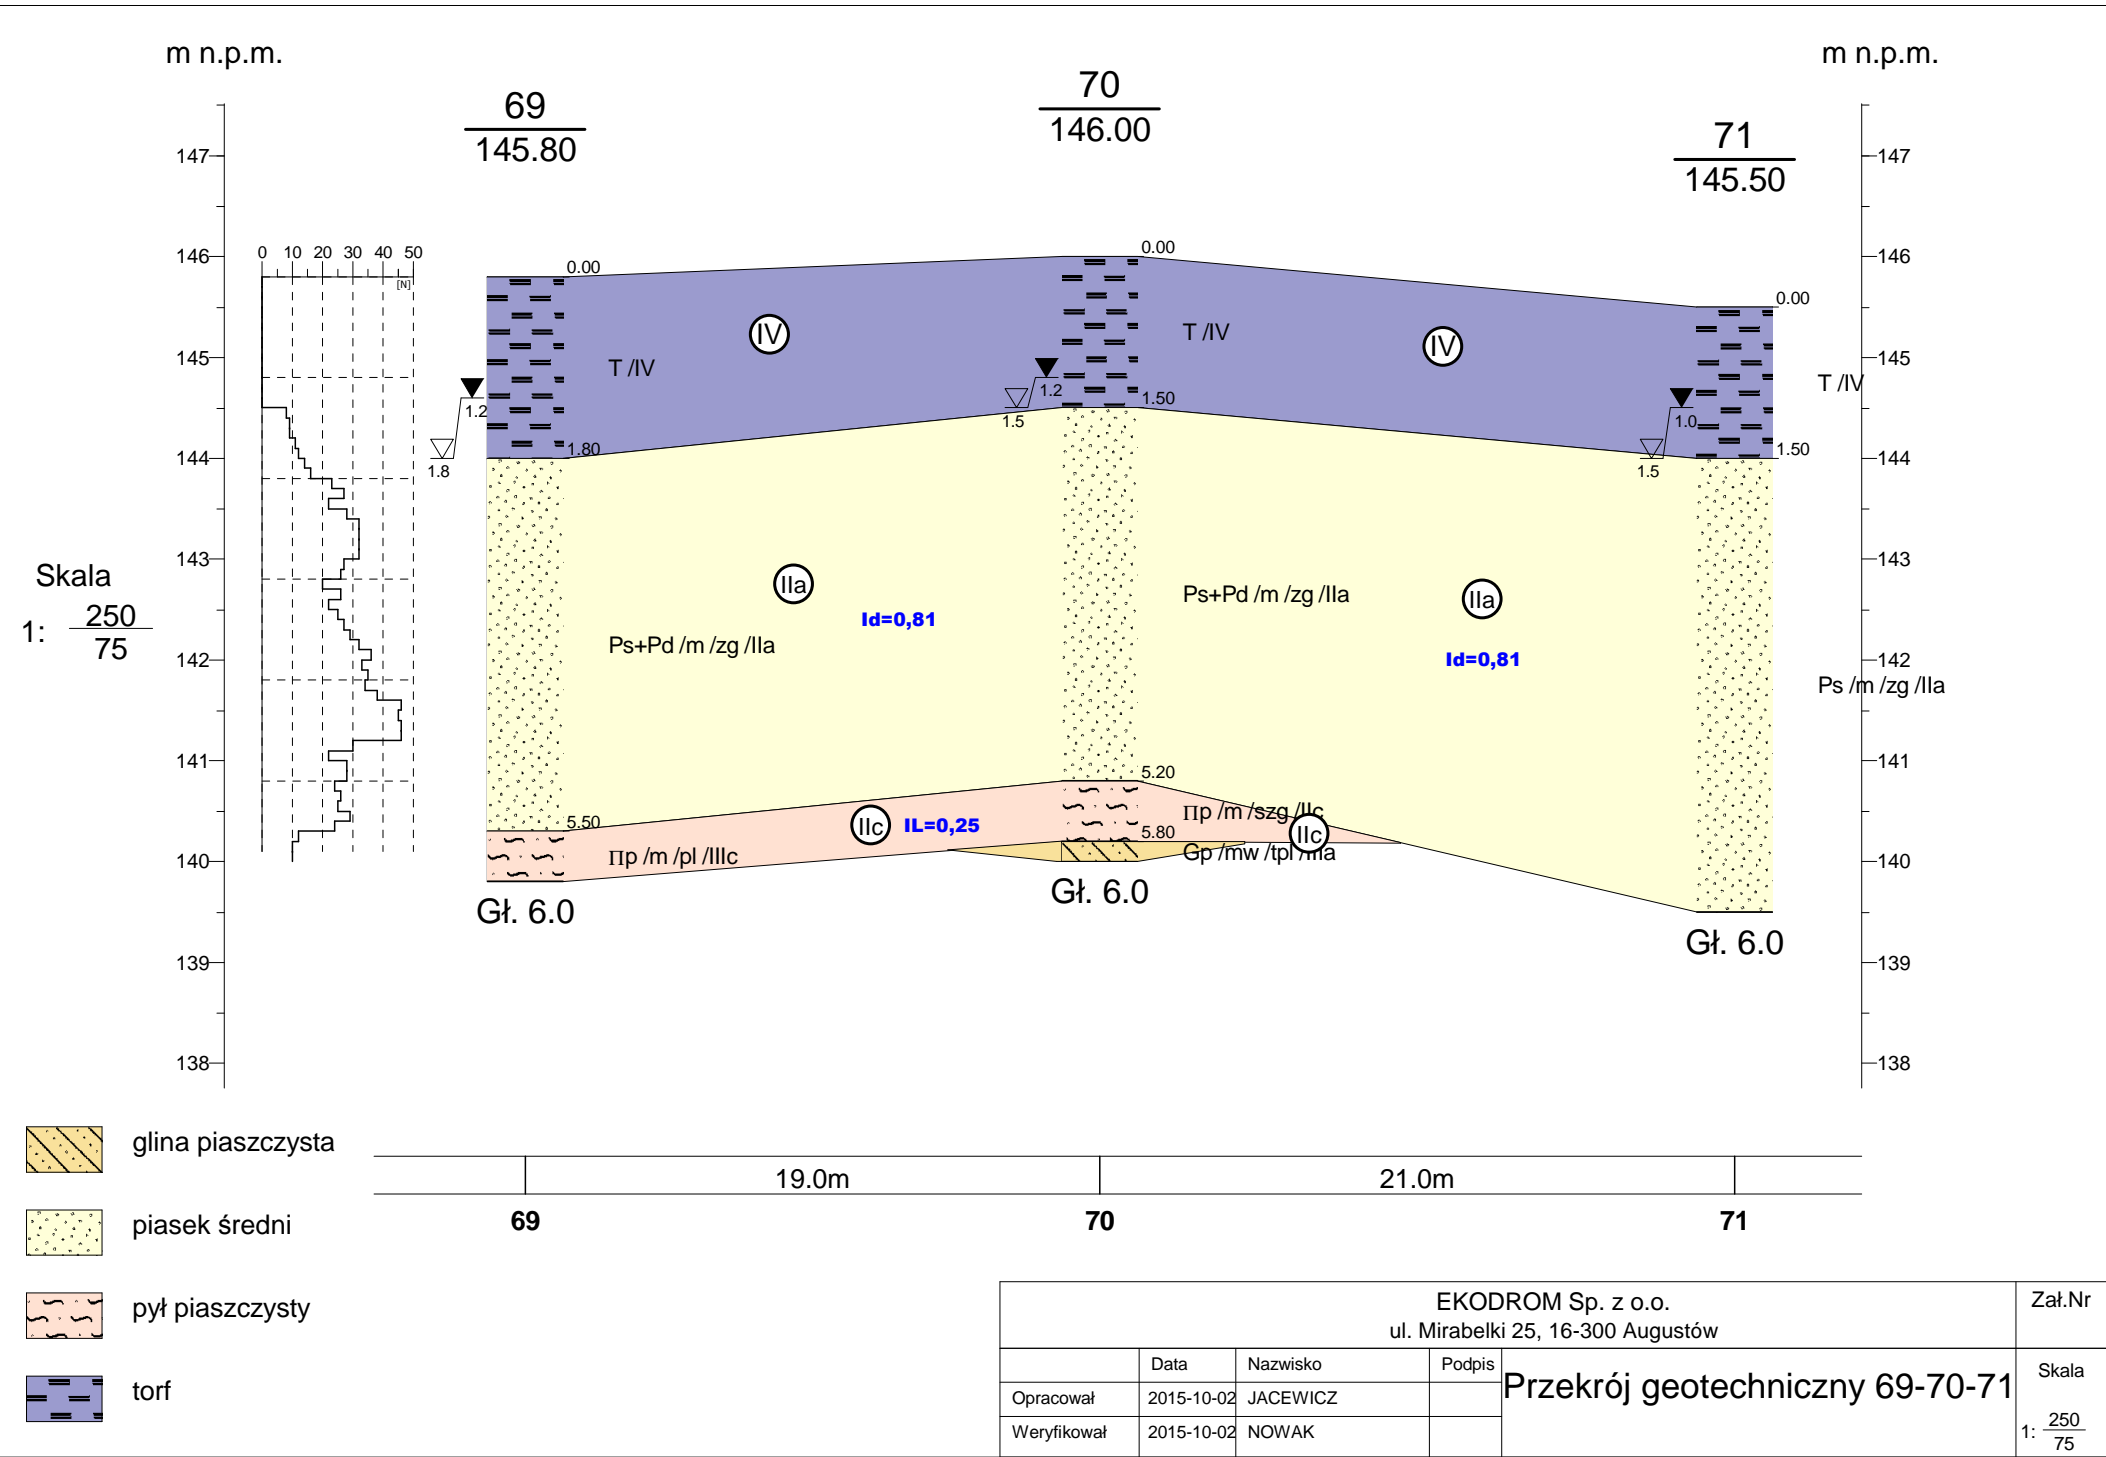 m n.p.m.
m n.p.m.
69
145.80
70
146.00
71
145.50
147
146
145
144
143
142
141
140
139
138
147
146
145
144
143
142
141
140
139
138
0 10 20 30 40 50
[N]
Skala
1: 250
75
0.00
1.80
5.50
T /IV
Ps+Pd /m /zg /IIa
Πp /m /pl /IIIc
1.2
1.8
Gł. 6.0
IV
IIa
Id=0,81
IIc
IL=0,25
0.00
1.50
5.20
5.80
T /IV
Ps+Pd /m /zg /IIa
Πp /m /szg /IIc
Gp /mw /tpl /IIIa
1.2
1.5
Gł. 6.0
IV
IIa
Id=0,81
IIc
0.00
1.50
T /IV
Ps /m /zg /IIa
1.0
1.5
Gł. 6.0
glina piaszczysta
piasek średni
pył piaszczysty
torf
19.0m
21.0m
69
70
71
EKODROM Sp. z o.o.
ul. Mirabelki 25, 16-300 Augustów
Zał.Nr
Data Nazwisko Podpis
Opracował 2015-10-02 JACEWICZ
Weryfikował 2015-10-02 NOWAK
Przekrój geotechniczny 69-70-71
Skala
1: 250
75